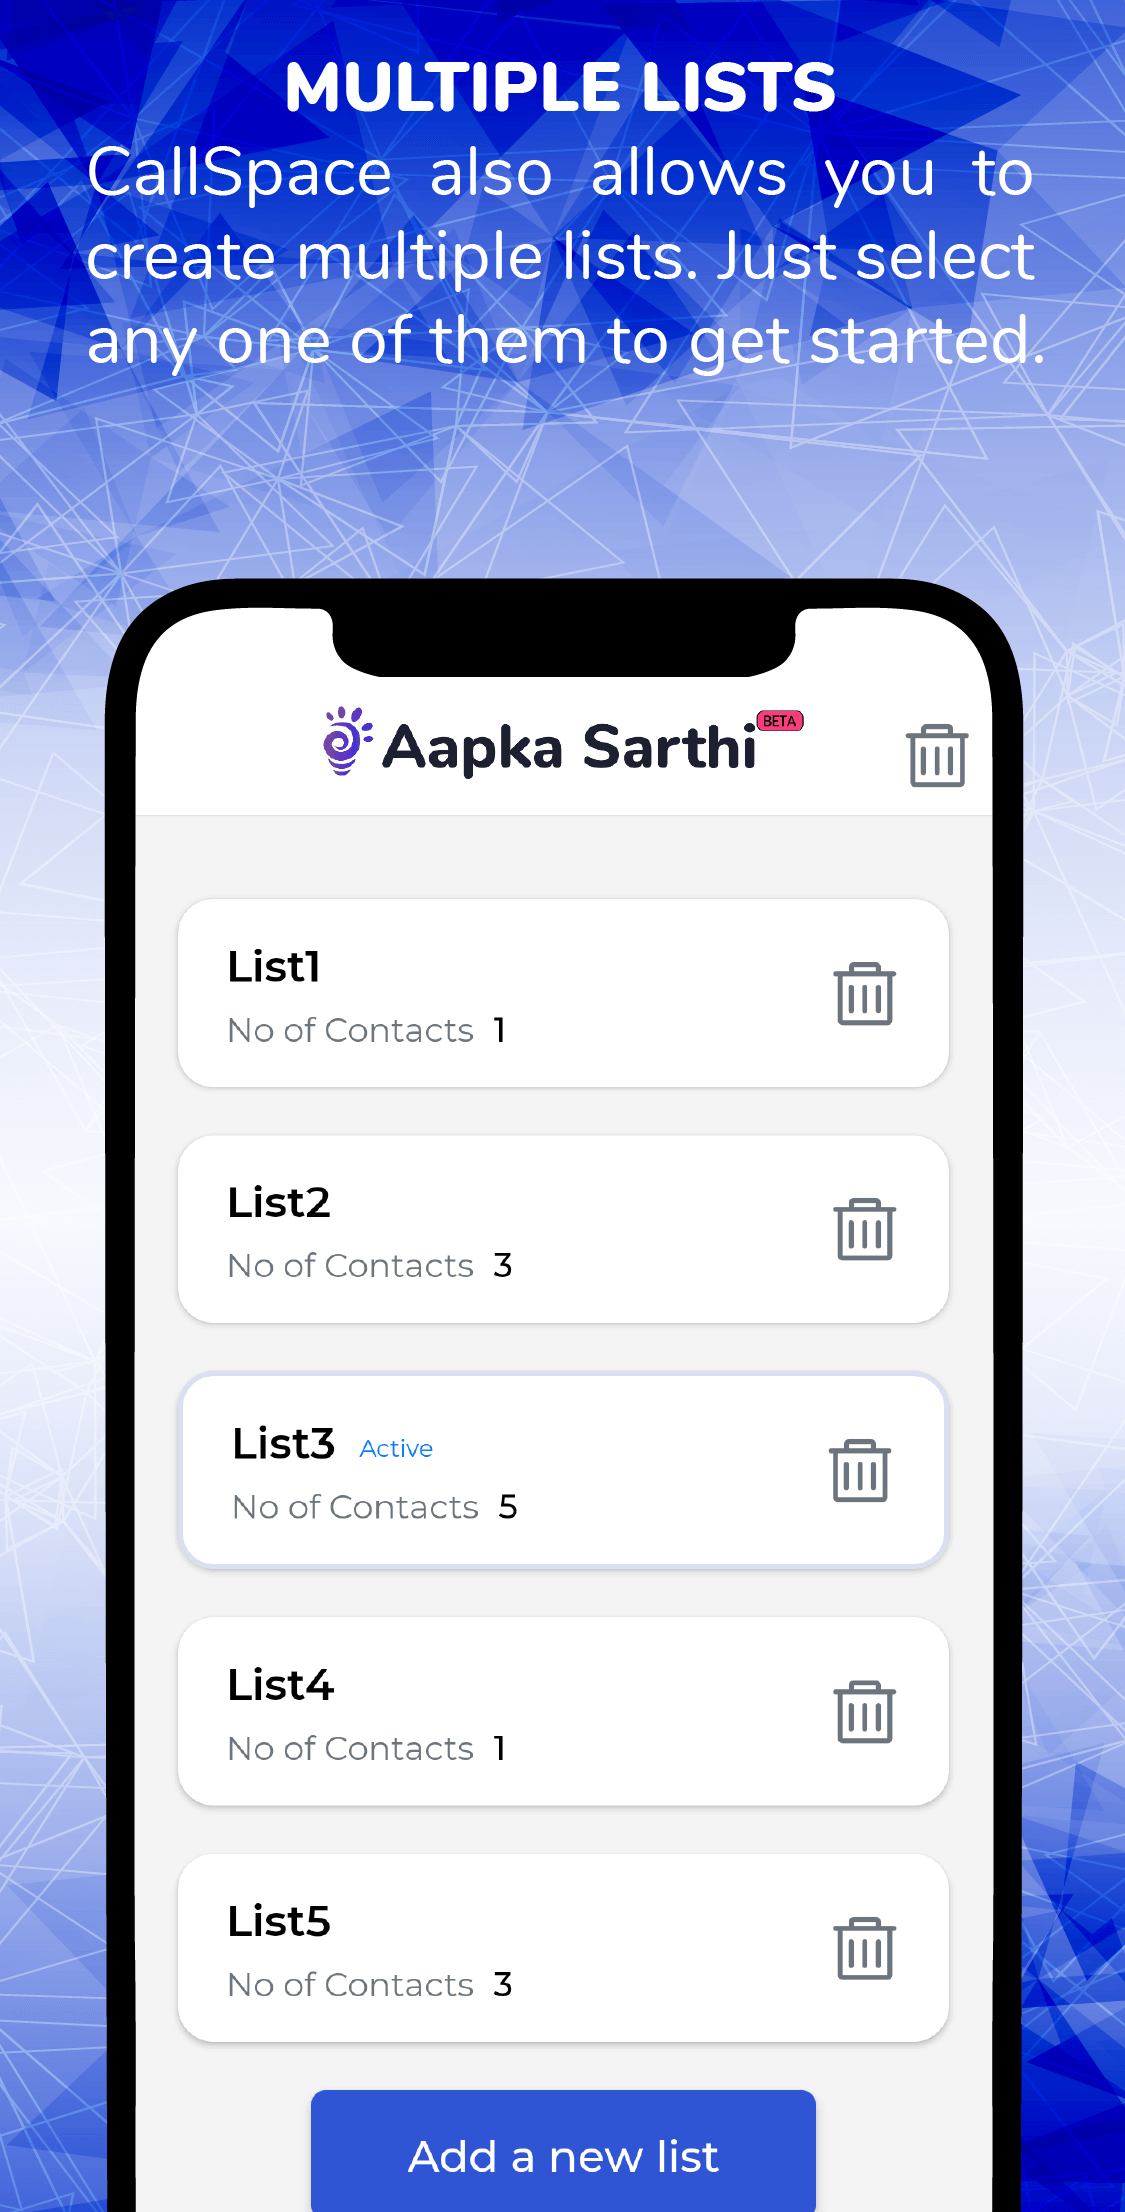 MULTIPLE LISTS
CallSpace also allows you to
create multiple lists. Just select
any one of them to get started.
Aapka Sarthi BETA
List1
No of Contacts 1
List2
No of Contacts 3
List3 Active
No of Contacts 5
List4
No of Contacts 1
List5
No of Contacts 3
Add a new list